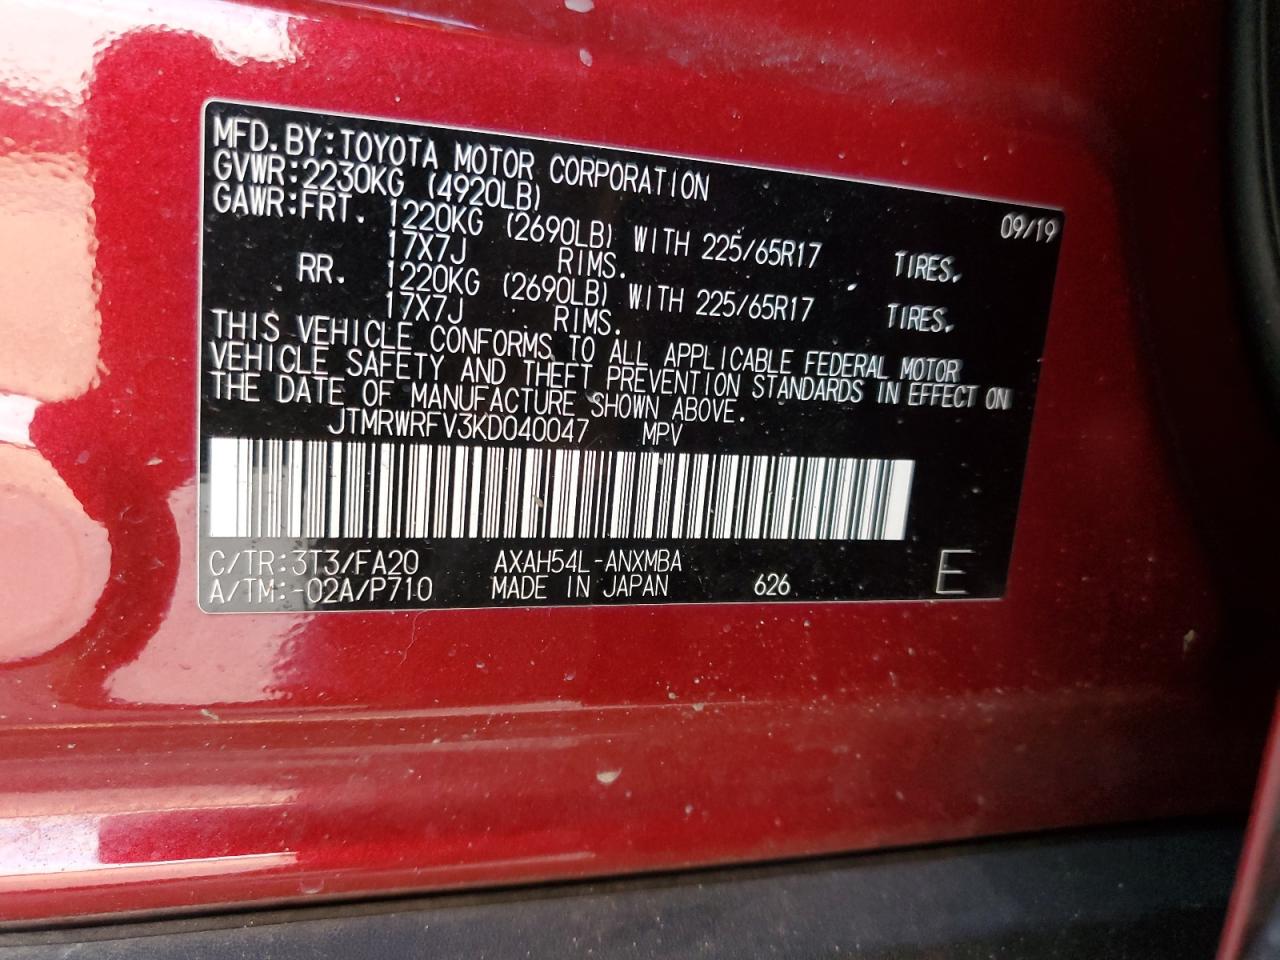 MFD.BY:TOYOTA MOTOR CORPORATION 09/19
GVWR:2230KG (4920LB)
GAWR:FRT. 1220KG (2690LB) WITH 225/65R17 TIRES.
17X7J RIMS.
RR. 1220KG (2690LB) WITH 225/65R17 TIRES.
17X7J RIMS.
THIS VEHICLE CONFORMS TO ALL APPLICABLE FEDERAL MOTOR
VEHICLE SAFETY AND THEFT PREVENTION STANDARDS IN EFFECT ON
THE DATE OF MANUFACTURE SHOWN ABOVE.
JTMRWRFV3KD040047 MPV
C/TR:3T3/FA20 AXAH54L-ANXMBA
A/TM:-02A/P710 MADE IN JAPAN 626 E